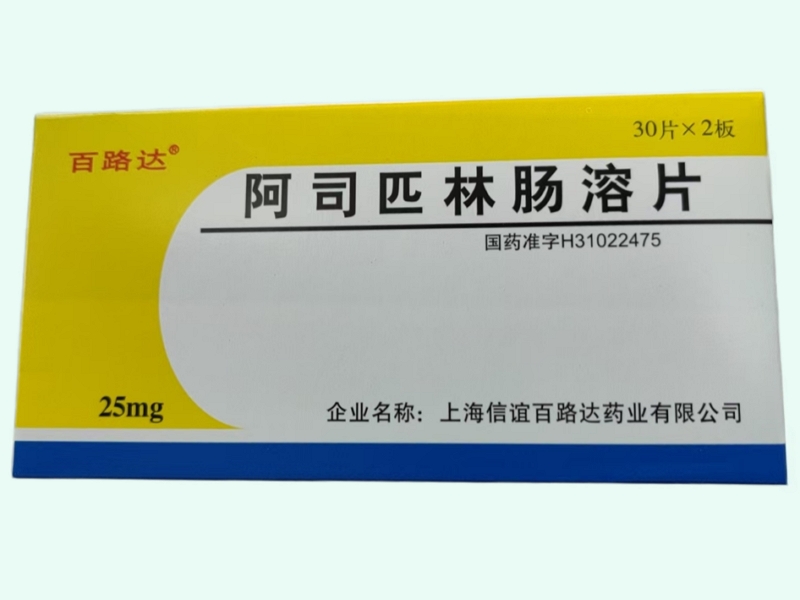 30片×2板
百路达®
阿司匹林肠溶片
国药准字H31022475
25mg
企业名称：上海信谊百路达药业有限公司